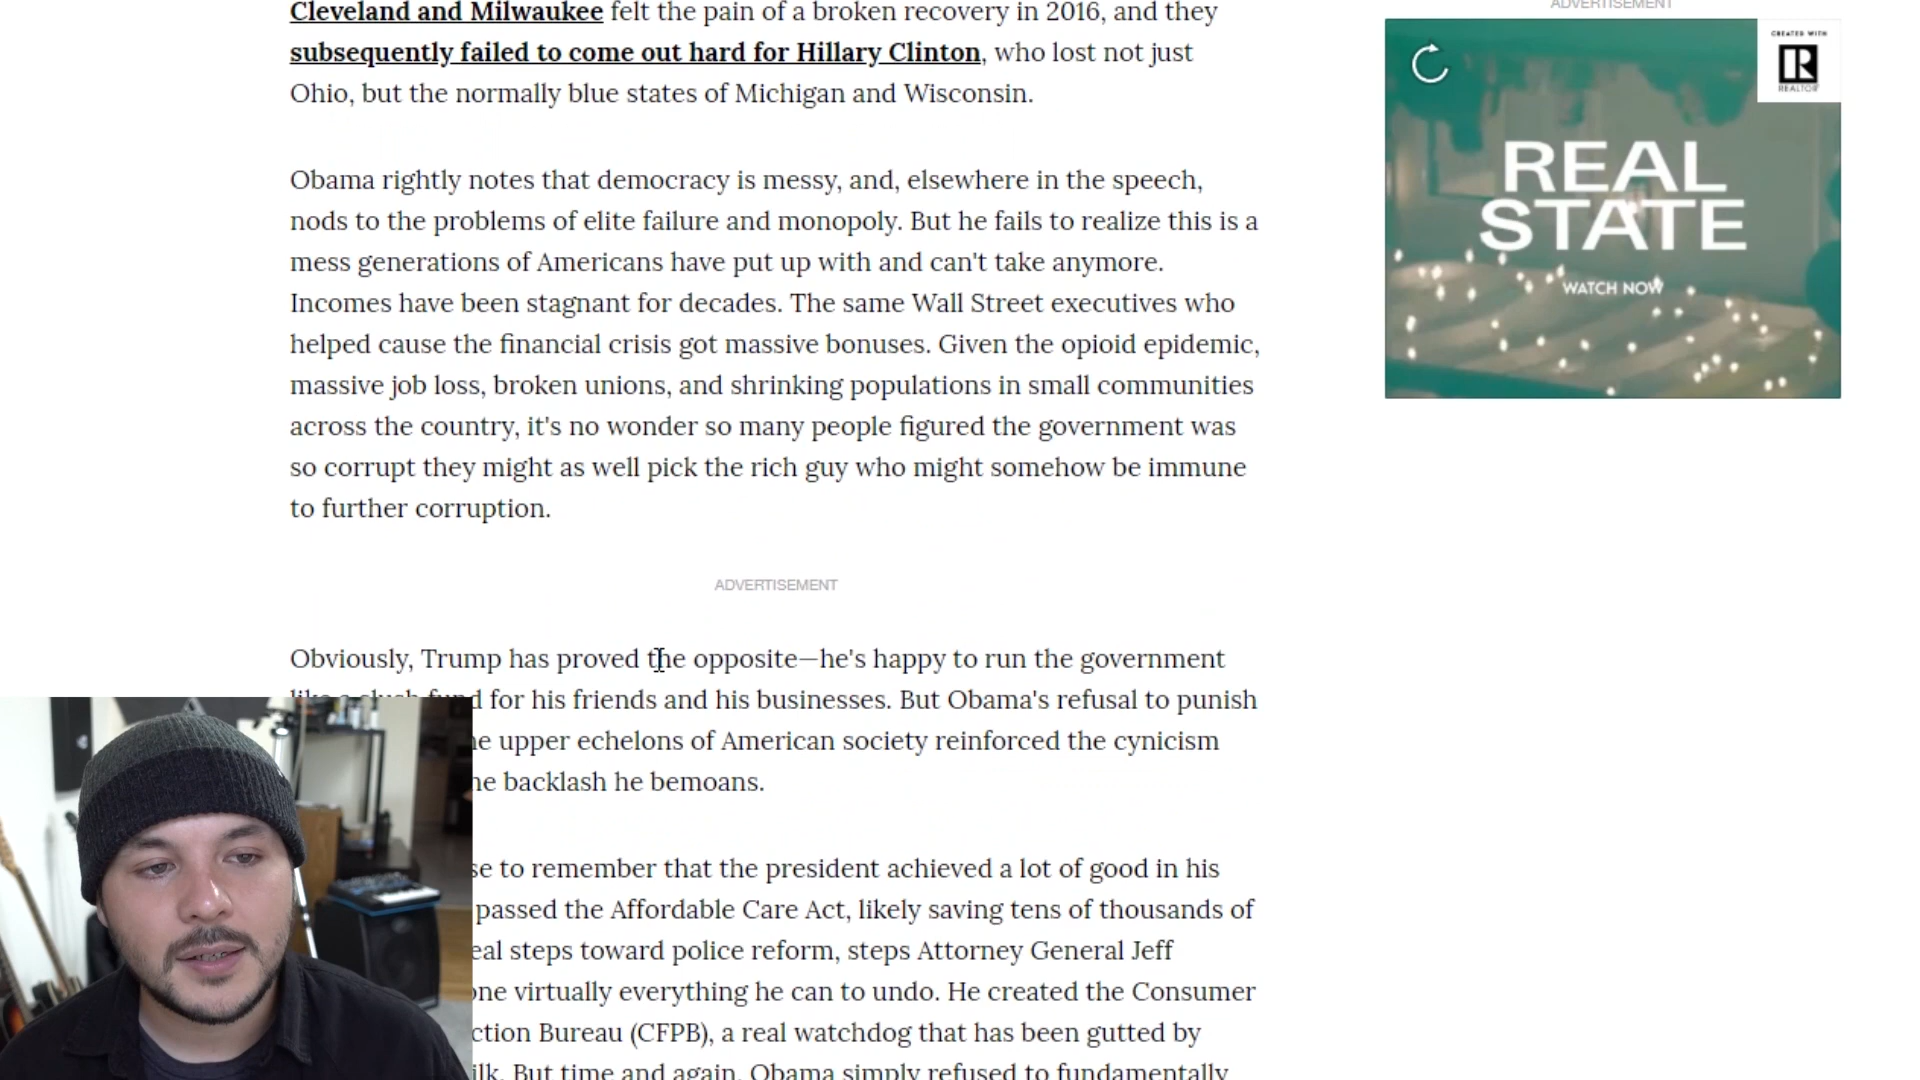 ADVERTISEMENT
Cleveland and Milwaukee felt the pain of a broken recovery in 2016, and they
subsequently failed to come out hard for Hillary Clinton, who lost not just
Ohio, but the normally blue states of Michigan and Wisconsin.
Obama rightly notes that democracy is messy, and, elsewhere in the speech,
nods to the problems of elite failure and monopoly. But he fails to realize this is a
mess generations of Americans have put up with and can't take anymore.
Incomes have been stagnant for decades. The same Wall Street executives who
helped cause the financial crisis got massive bonuses. Given the opioid epidemic,
massive job loss, broken unions, and shrinking populations in small communities
across the country, it's no wonder so many people figured the government was
so corrupt they might as well pick the rich guy who might somehow be immune
to further corruption.
ADVERTISEMENT
Obviously, Trump has proved the opposite—he's happy to run the government
for his friends and his businesses. But Obama's refusal to punish
upper echelons of American society reinforced the cynicism
backlash he bemoans.
to remember that the president achieved a lot of good in his
passed the Affordable Care Act, likely saving tens of thousands of
steps toward police reform, steps Attorney General Jeff
virtually everything he can to undo. He created the Consumer
Bureau (CFPB), a real watchdog that has been gutted by
But time and again, Obama simply refused to fundamentally
CREATED WITH
R
REALTOR
REAL
STATE
WATCH NOW